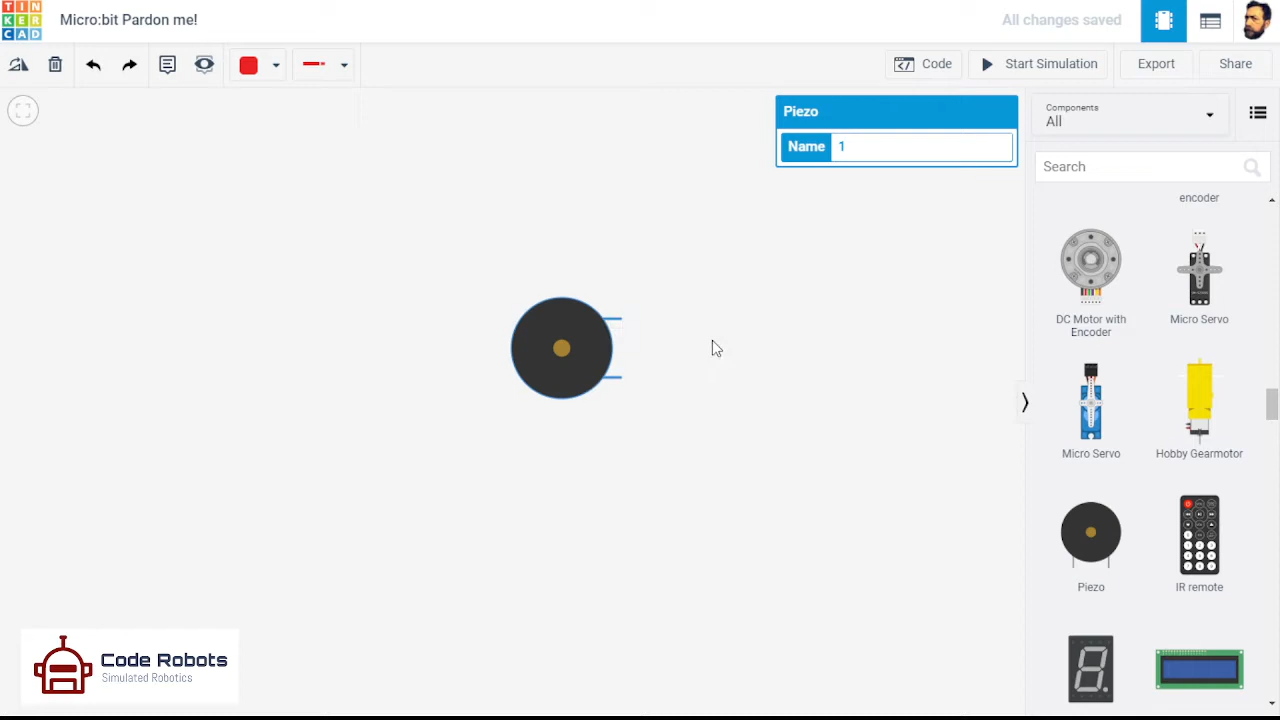 TIN
KER
CAD
Micro:bit Pardon me!
All changes saved
Code
Start Simulation
Export
Share
Piezo
Name 1
Components
All
Search
encoder
DC Motor with
Encoder
Micro Servo
Micro Servo
Hobby Gearmotor
Piezo
IR remote
Code Robots
Simulated Robotics